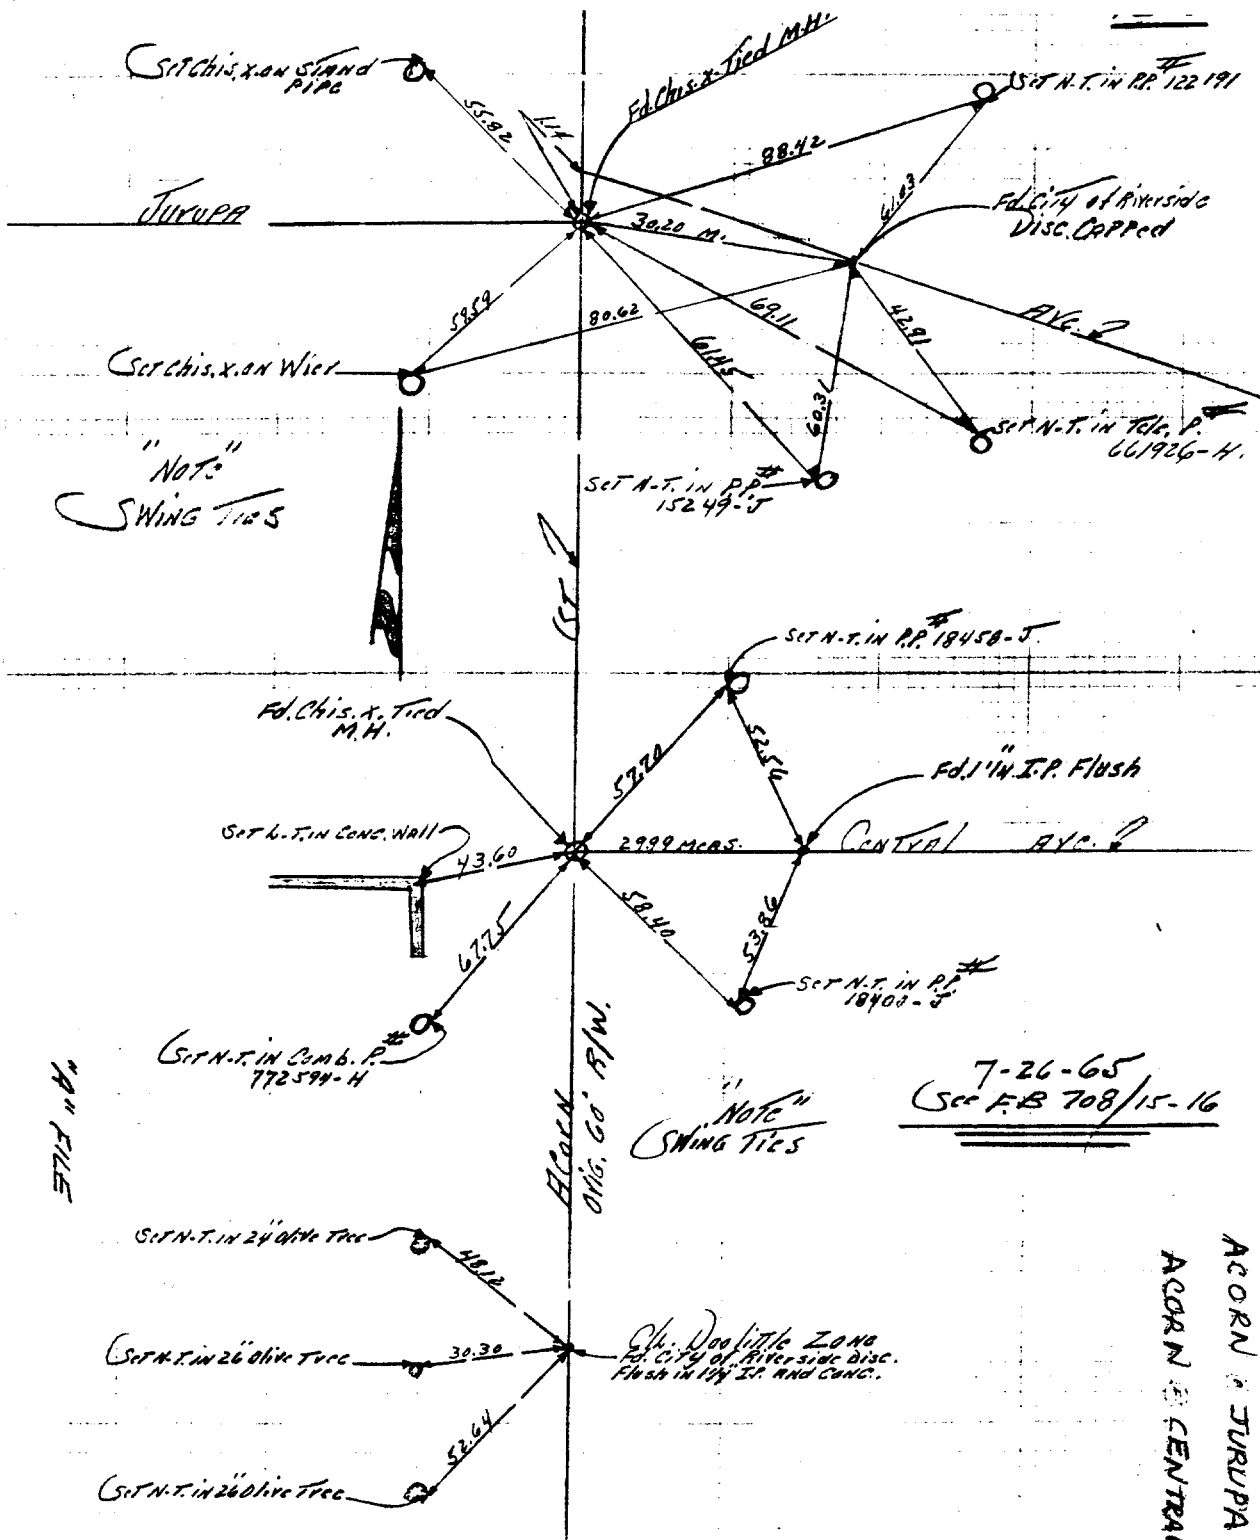 Set Chis. X. on Stand
Pipe
Fd. Chis. X. Tied M.H.
Set N-T. in P.P. # 122191
55.82
1.14
88.42
61.03
Jurupa
30.20 M.
Fd. City of Riverside
Disc. Capped
59.59
80.62
69.11
61.45
42.91
60.31
Ave.
Set Chis. X. on Wier
Set N-T. in Tele. P. #
661926-H.
"Note"
Swing Ties
Set N-T. in P.P. #
15249-J
St.
Set N-T. in P.P. # 18458-J
Fd. Chis. X. Tied
M.H.
57.70
52.56
Fd. 1" I.P. Flush
Set L-T. in Conc. Wall
43.60
29.99 Meas.
Central Ave.
67.75
58.40
53.86
Set N-T. in P.P. #
18400-J
Set N-T. in Comb. P. #
772594-H
Acorn
Orig. 60' R/W.
"Note"
Swing Ties
7-26-65
See F.B 708/15-16
"A" FILE
Set N-T. in 24" Olive Tree
48.12
Set N-T. in 26" Olive Tree
30.30
C/L. Doolittle Zone
Fd. City of Riverside Disc.
Flush in 1 1/4" I.P. and Conc.
52.64
Set N-T. in 26" Olive Tree
ACORN & JURUPA
ACORN & CENTRAL